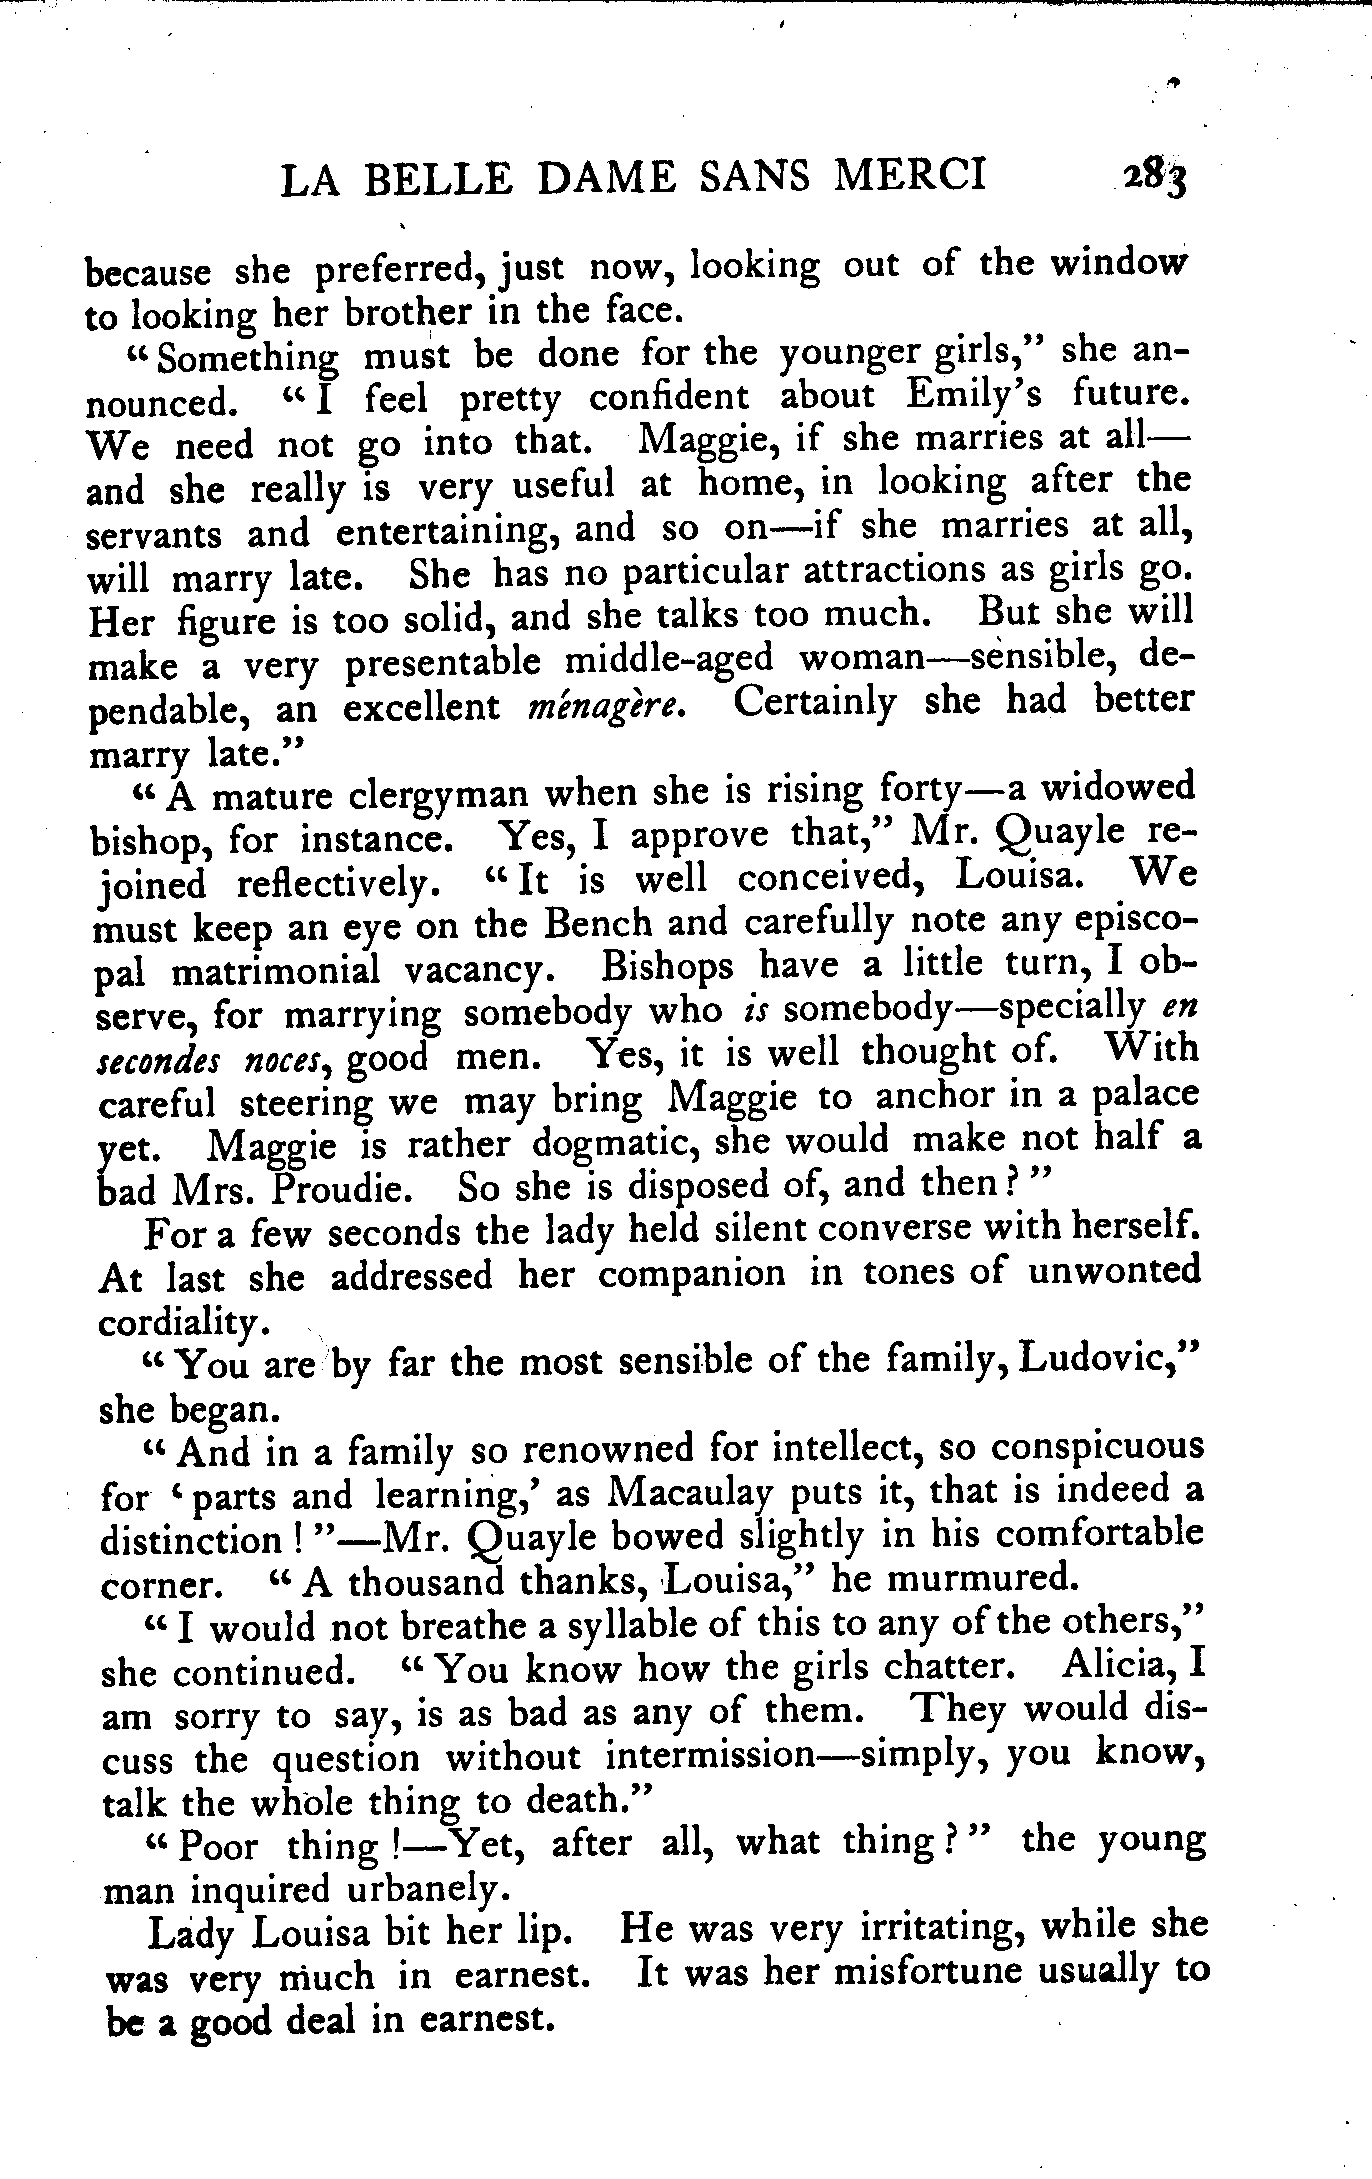 LA BELLE DAME SANS MERCI 283
because she preferred, just now, looking out of the window
to looking her brother in the face.
“Something must be done for the younger girls,” she an-
nounced. “I feel pretty confident about Emily’s future.
We need not go into that. Maggie, if she marries at all—
and she really is very useful at home, in looking after the
servants and entertaining, and so on—if she marries at all,
will marry late. She has no particular attractions as girls go.
Her figure is too solid, and she talks too much. But she will
make a very presentable middle-aged woman—sensible, de-
pendable, an excellent ménagère. Certainly she had better
marry late.”
“A mature clergyman when she is rising forty—a widowed
bishop, for instance. Yes, I approve that,” Mr. Quayle re-
joined reflectively. “It is well conceived, Louisa. We
must keep an eye on the Bench and carefully note any episco-
pal matrimonial vacancy. Bishops have a little turn, I ob-
serve, for marrying somebody who is somebody—specially en
secondes noces, good men. Yes, it is well thought of. With
careful steering we may bring Maggie to anchor in a palace
yet. Maggie is rather dogmatic, she would make not half a
bad Mrs. Proudie. So she is disposed of, and then?”
For a few seconds the lady held silent converse with herself.
At last she addressed her companion in tones of unwonted
cordiality.
“You are by far the most sensible of the family, Ludovic,”
she began.
“And in a family so renowned for intellect, so conspicuous
for ‘parts and learning,’ as Macaulay puts it, that is indeed a
distinction!”—Mr. Quayle bowed slightly in his comfortable
corner. “A thousand thanks, Louisa,” he murmured.
“I would not breathe a syllable of this to any of the others,”
she continued. “You know how the girls chatter. Alicia, I
am sorry to say, is as bad as any of them. They would dis-
cuss the question without intermission—simply, you know,
talk the whole thing to death.”
“Poor thing!—Yet, after all, what thing?” the young
man inquired urbanely.
Lady Louisa bit her lip. He was very irritating, while she
was very much in earnest. It was her misfortune usually to
be a good deal in earnest.